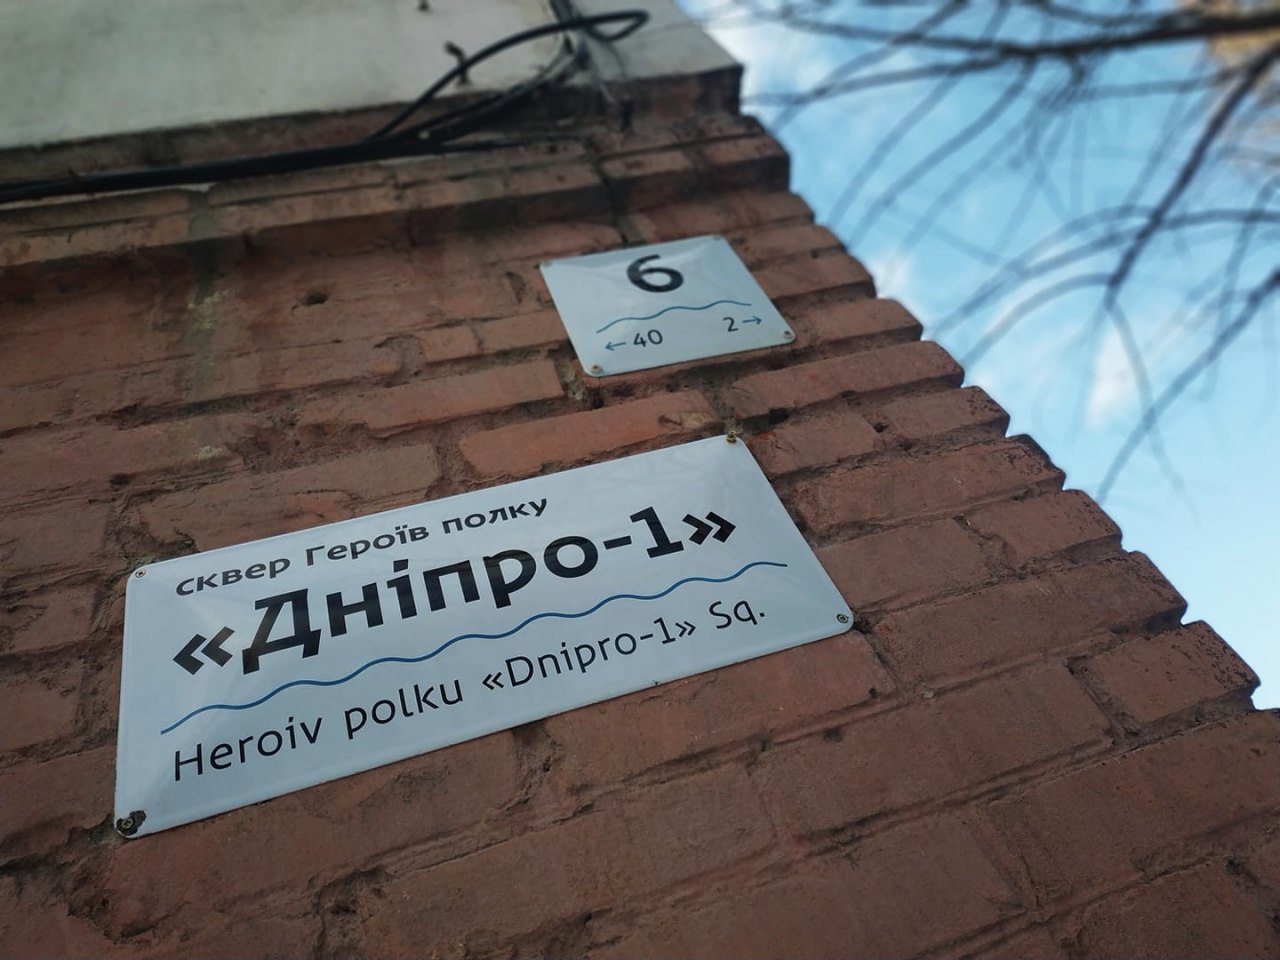 6
←40 2→
сквер Героїв полку
«Дніпро-1»
Heroiv polku «Dnipro-1» Sq.